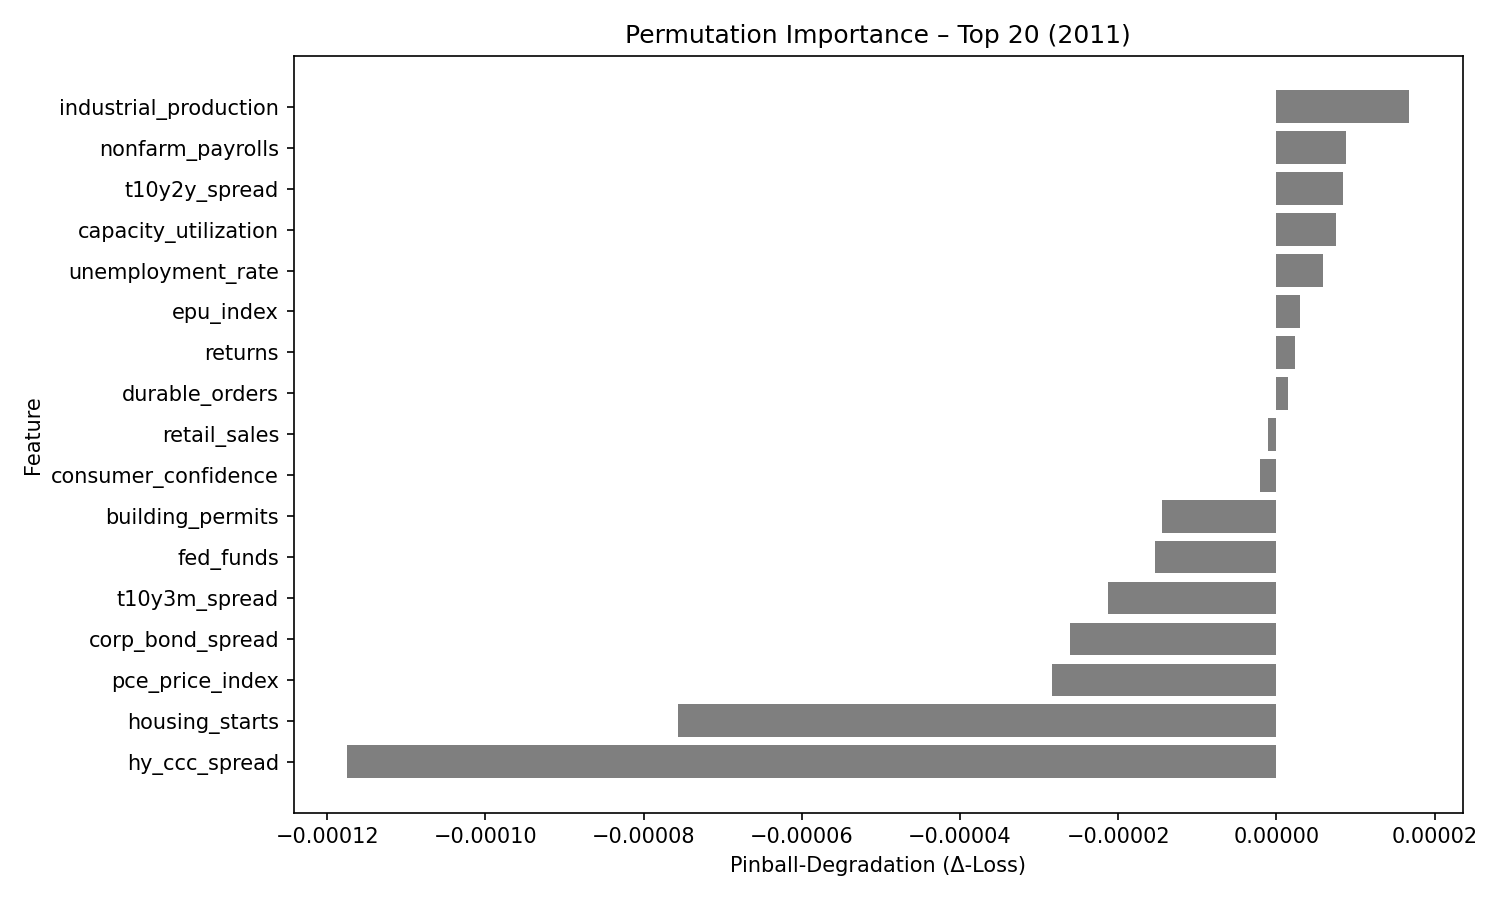 Permutation Importance – Top 20 (2011)
industrial_production
nonfarm_payrolls
t10y2y_spread
capacity_utilization
unemployment_rate
epu_index
returns
durable_orders
retail_sales
consumer_confidence
building_permits
fed_funds
t10y3m_spread
corp_bond_spread
pce_price_index
housing_starts
hy_ccc_spread
Feature
−0.00012 −0.00010 −0.00008 −0.00006 −0.00004 −0.00002 0.00000 0.00002
Pinball-Degradation (Δ-Loss)